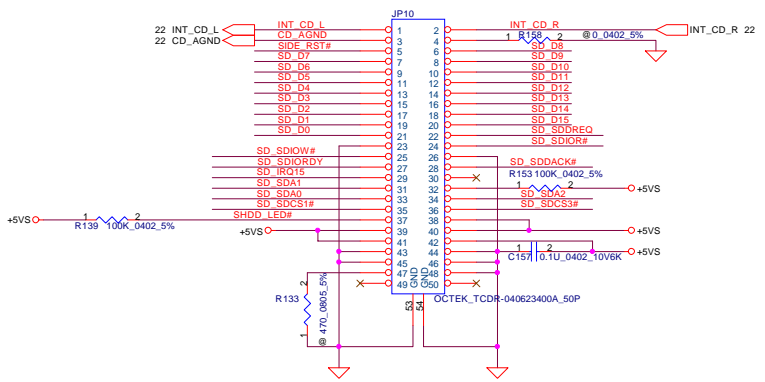 JP10
22 INT_CD_L INT_CD_L 1 2 INT_CD_R INT_CD_R 22
22 CD_AGND CD_AGND 3 4 1 R158 2 @0_0402_5%
SIDE_RST# 5 6 SD_D8
SD_D7 7 8 SD_D9
SD_D6 9 10 SD_D10
SD_D5 11 12 SD_D11
SD_D4 13 14 SD_D12
SD_D3 15 16 SD_D13
SD_D2 17 18 SD_D14
SD_D1 19 20 SD_D15
SD_D0 21 22 SD_SDDREQ
23 24 SD_SDIOR#
SD_SDIOW# 25 26
SD_SDIORDY 27 28 SD_SDDACK#
SD_IRQ15 29 30 R153 100K_0402_5%
SD_SDA1 31 32 1 2 +5VS
SD_SDA0 33 34 SD_SDA2
SD_SDCS1# 35 36 SD_SDCS3#
+5VS 1 2 SHDD_LED# 37 38
R139 100K_0402_5%
+5VS 39 40 +5VS
41 42
43 44 1 2 +5VS
45 46 C157 0.1U_0402_10V6K
47 48
49 50
GND GND
53 54
OCTEK_TCDR-040623400A_50P
R133 1 2 @ 470_0805_5%